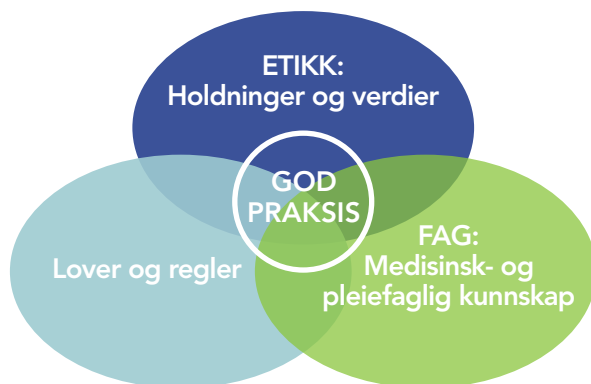 ETIKK:
Holdninger og verdier
GOD
PRAKSIS
Lover og regler
FAG:
Medisinsk- og
pleiefaglig kunnskap